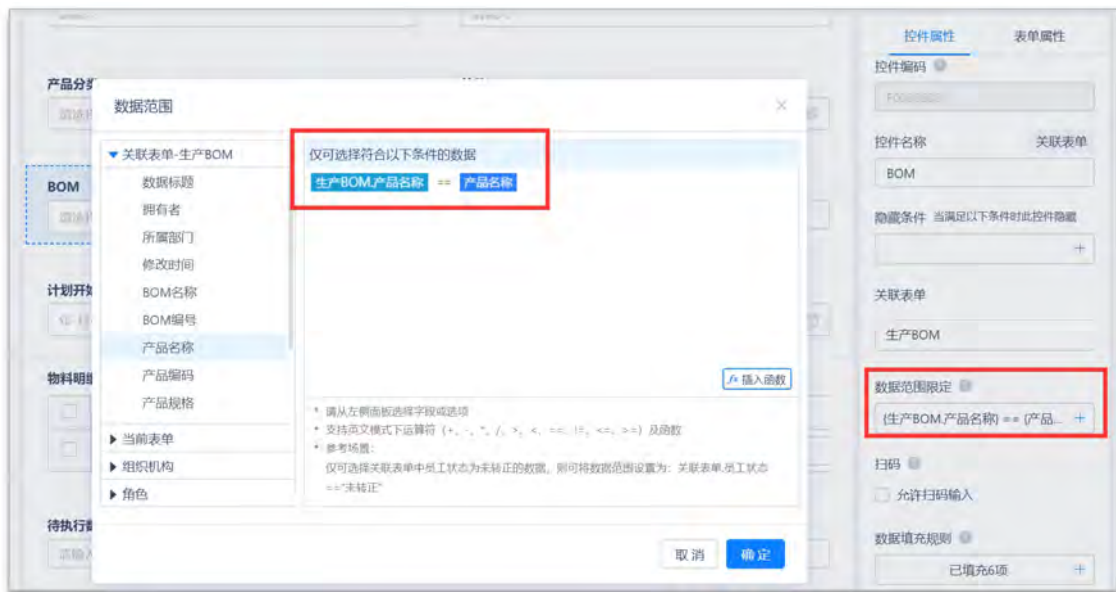 控件属性 表单属性
控件编码
控件名称 关联表单
BOM
隐藏条件 当满足以下条件时此控件隐藏
+
关联表单
生产BOM
数据范围限定
{生产BOM.产品名称} == {产品... +
扫码
允许扫码输入
数据填充规则
已填充6项 +
产品分类
BOM
计划开始
物料明细
待执行数
数据范围
关联表单-生产BOM
数据标题
拥有者
所属部门
修改时间
BOM名称
BOM编号
产品名称
产品编码
产品规格
当前表单
组织机构
角色
仅可选择符合以下条件的数据
生产BOM.产品名称 == 产品名称
fx 插入函数
* 请从左侧面板选择字段或选项
* 支持英文模式下运算符 (+、-、*、/、>、<、==、!=、<=、>=) 及函数
* 参考场景:
仅可选择关联表单中员工状态为未转正的数据，则可将数据范围设置为：关联表单.员工状态
=="未转正"
取消 确定